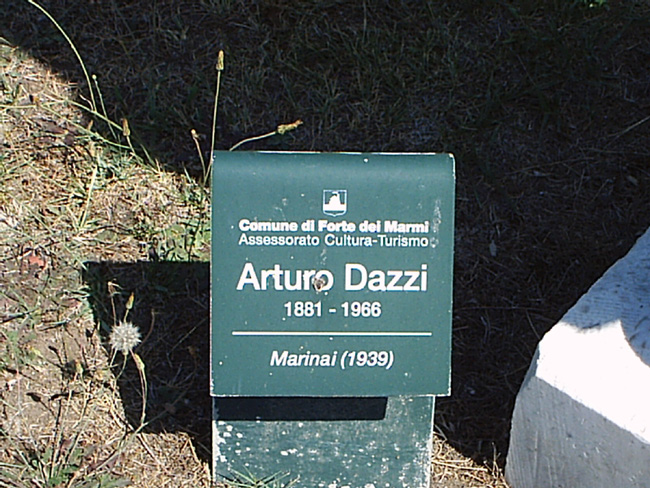 Comune di Forte dei Marmi
Assessorato Cultura-Turismo
Arturo Dazzi
1881 - 1966
Marinai (1939)